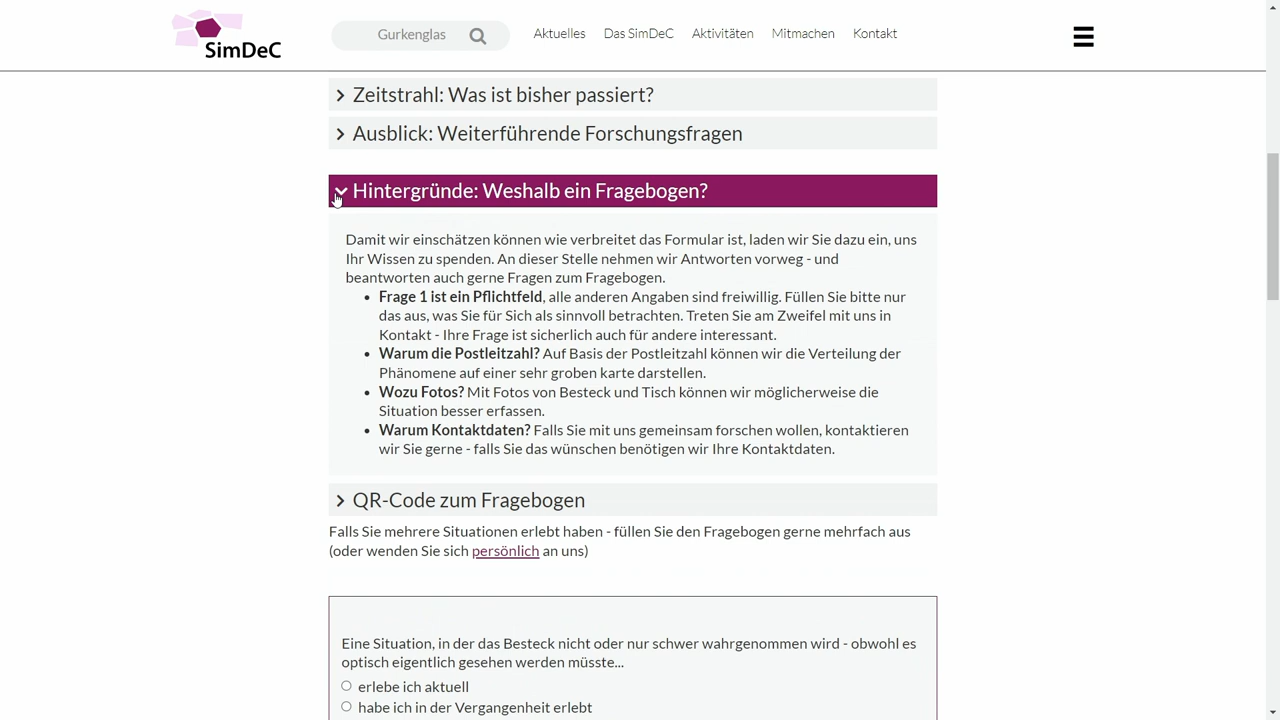 SimDeC
Gurkenglas
Aktuelles
Das SimDeC
Aktivitäten
Mitmachen
Kontakt
Zeitstrahl: Was ist bisher passiert?
Ausblick: Weiterführende Forschungsfragen
Hintergründe: Weshalb ein Fragebogen?
Damit wir einschätzen können wie verbreitet das Formular ist, laden wir Sie dazu ein, uns
Ihr Wissen zu spenden. An dieser Stelle nehmen wir Antworten vorweg - und
beantworten auch gerne Fragen zum Fragebogen.
• Frage 1 ist ein Pflichtfeld, alle anderen Angaben sind freiwillig. Füllen Sie bitte nur
das aus, was Sie für Sich als sinnvoll betrachten. Treten Sie am Zweifel mit uns in
Kontakt - Ihre Frage ist sicherlich auch für andere interessant.
• Warum die Postleitzahl? Auf Basis der Postleitzahl können wir die Verteilung der
Phänomene auf einer sehr groben karte darstellen.
• Wozu Fotos? Mit Fotos von Besteck und Tisch können wir möglicherweise die
Situation besser erfassen.
• Warum Kontaktdaten? Falls Sie mit uns gemeinsam forschen wollen, kontaktieren
wir Sie gerne - falls Sie das wünschen benötigen wir Ihre Kontaktdaten.
QR-Code zum Fragebogen
Falls Sie mehrere Situationen erlebt haben - füllen Sie den Fragebogen gerne mehrfach aus
(oder wenden Sie sich persönlich an uns)
Eine Situation, in der das Besteck nicht oder nur schwer wahrgenommen wird - obwohl es
optisch eigentlich gesehen werden müsste...
erlebe ich aktuell
habe ich in der Vergangenheit erlebt